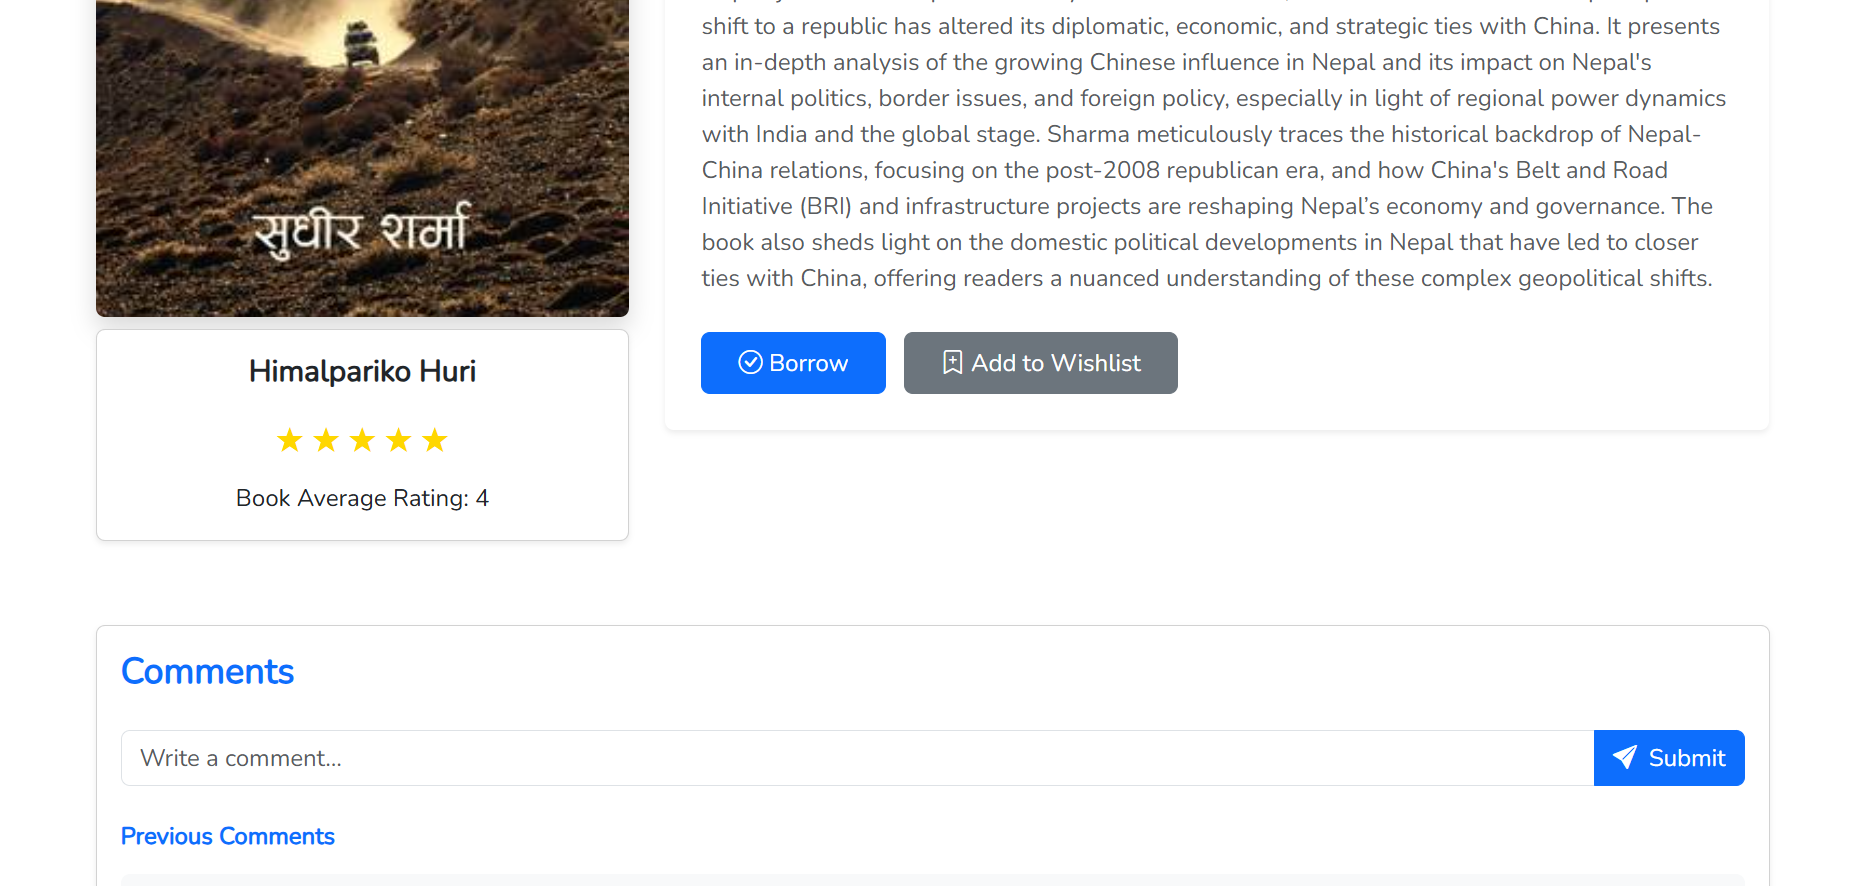 shift to a republic has altered its diplomatic, economic, and strategic ties with China. It presents
an in-depth analysis of the growing Chinese influence in Nepal and its impact on Nepal's
internal politics, border issues, and foreign policy, especially in light of regional power dynamics
with India and the global stage. Sharma meticulously traces the historical backdrop of Nepal-
China relations, focusing on the post-2008 republican era, and how China's Belt and Road
Initiative (BRI) and infrastructure projects are reshaping Nepal’s economy and governance. The
book also sheds light on the domestic political developments in Nepal that have led to closer
ties with China, offering readers a nuanced understanding of these complex geopolitical shifts.
सुधीर शर्मा
Borrow
Add to Wishlist
Himalpariko Huri
★ ★ ★ ★ ★
Book Average Rating: 4
Comments
Write a comment...
Submit
Previous Comments